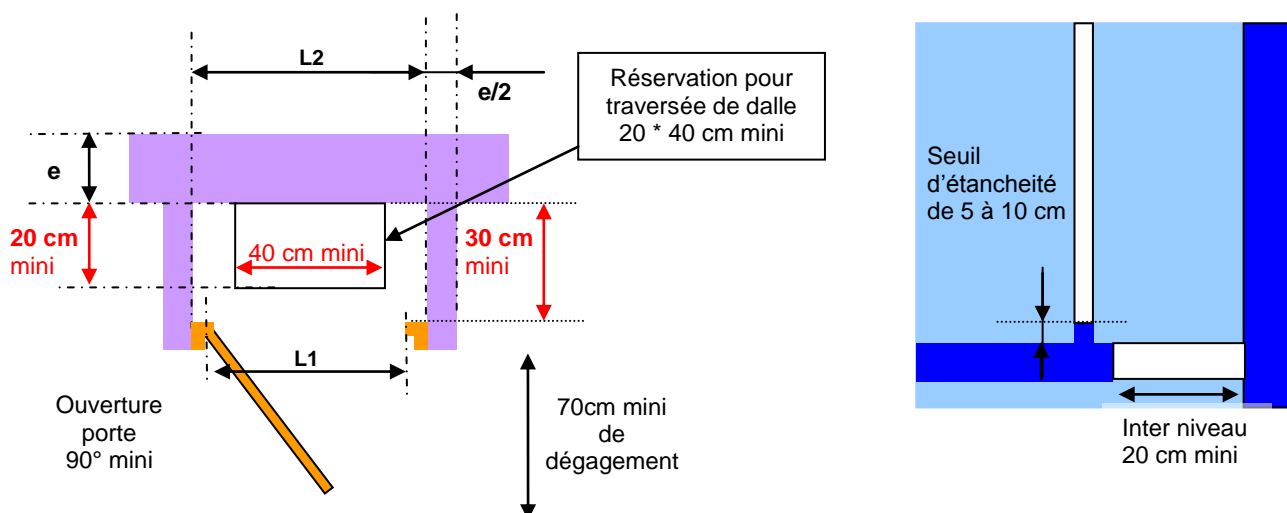 L2
e/2
Réservation pour
traversée de dalle
20 * 40 cm mini
e
20 cm
mini
40 cm mini
30 cm
mini
L1
Ouverture
porte
90° mini
70cm mini
de
dégagement
Seuil
d'étancheité
de 5 à 10 cm
Inter niveau
20 cm mini